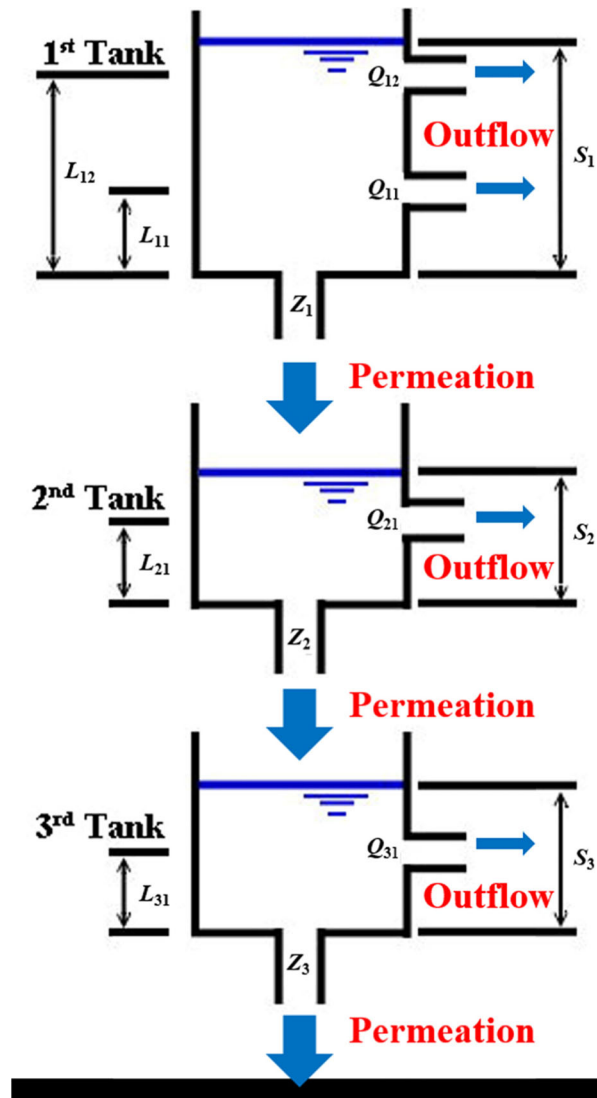 1st Tank
Q12
L12
Outflow
S1
Q11
L11
Z1
Permeation
2nd Tank
Q21
S2
L21
Outflow
Z2
Permeation
3rd Tank
Q31
S3
L31
Outflow
Z3
Permeation